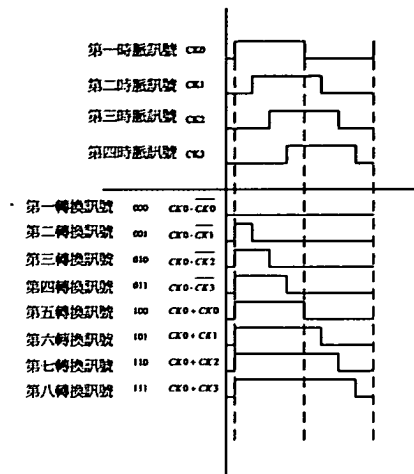 第一時脈訊號 CK0
第二時脈訊號 CK1
第三時脈訊號 CK2
第四時脈訊號 CK3
第一轉換訊號 000 CK0·C̅K̅0̅
第二轉換訊號 001 CK0·C̅K̅1̅
第三轉換訊號 010 CK0·C̅K̅2̅
第四轉換訊號 011 CK0·C̅K̅3̅
第五轉換訊號 100 CK0+CK0
第六轉換訊號 101 CK0+CK1
第七轉換訊號 110 CK0+CK2
第八轉換訊號 111 CK0+CK3